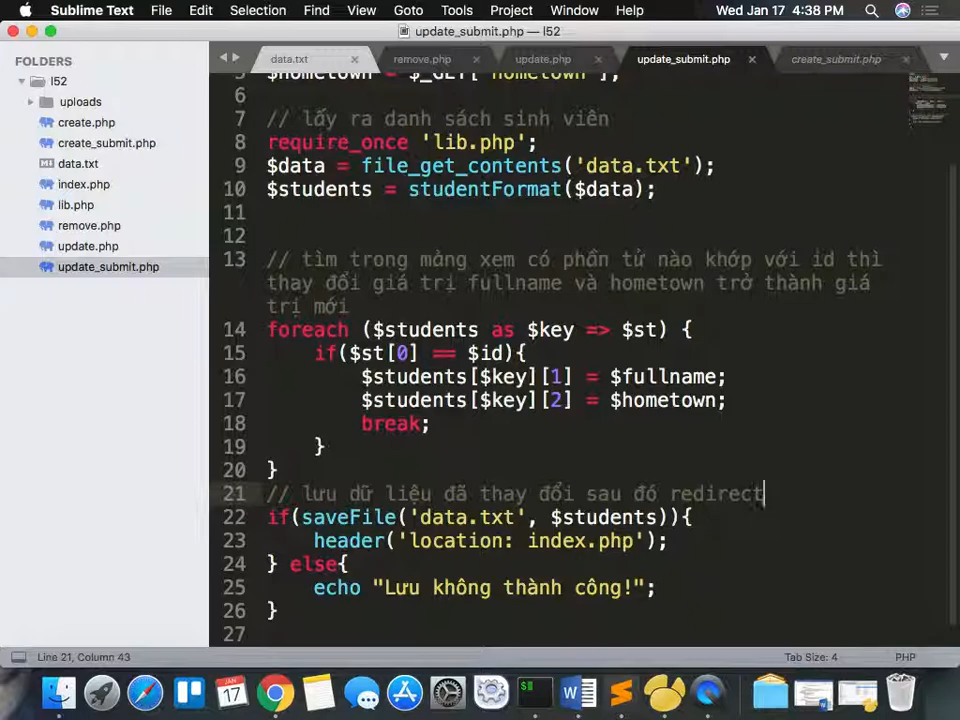 Sublime Text File Edit Selection Find View Goto Tools Project Window Help Wed Jan 17 4:38 PM
update_submit.php — l52
FOLDERS
l52
uploads
create.php
create_submit.php
data.txt
index.php
lib.php
remove.php
update.php
update_submit.php
data.txt remove.php update.php update_submit.php create_submit.php
5 $hometown = $_GET['hometown'];
6
7 // lấy ra danh sách sinh viên
8 require_once 'lib.php';
9 $data = file_get_contents('data.txt');
10 $students = studentFormat($data);
11
12
13 // tìm trong mảng xem có phần tử nào khớp với id thì
thay đổi giá trị fullname và hometown trở thành giá
trị mới
14 foreach ($students as $key => $st) {
15 if($st[0] == $id){
16 $students[$key][1] = $fullname;
17 $students[$key][2] = $hometown;
18 break;
19 }
20 }
21 // lưu dữ liệu đã thay đổi sau đó redirect
22 if(saveFile('data.txt', $students)){
23 header('location: index.php');
24 } else{
25 echo "Lưu không thành công!";
26 }
27
Line 21, Column 43 Tab Size: 4 PHP
JAN
17